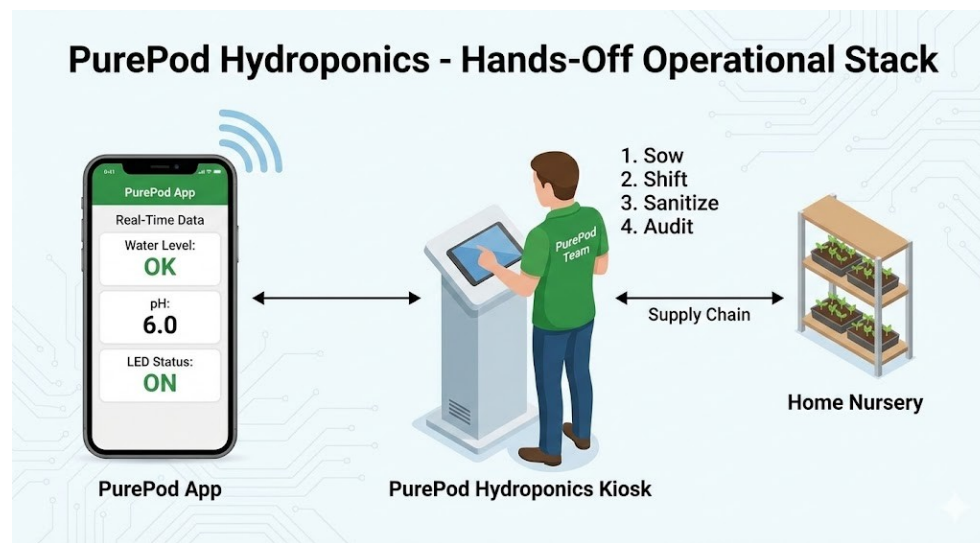 PurePod Hydroponics - Hands-Off Operational Stack
PurePod App
Real-Time Data
Water Level:
OK
pH:
6.0
LED Status:
ON
PurePod App
PurePod
Team
1. Sow
2. Shift
3. Sanitize
4. Audit
PurePod Hydroponics Kiosk
Supply Chain
Home Nursery